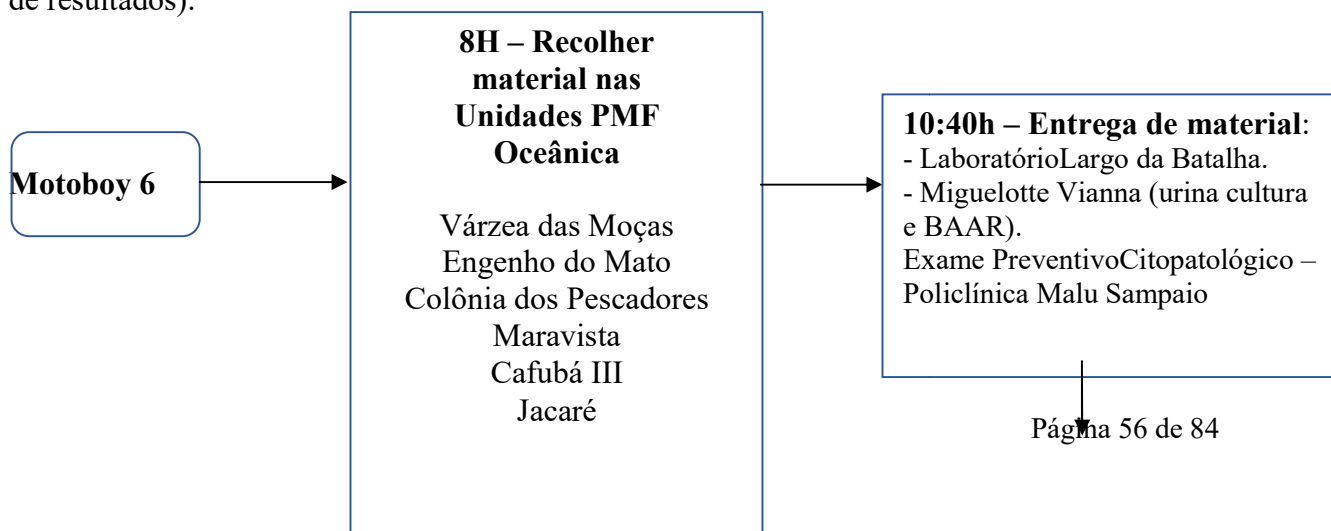 de resultados).
Motoboy 6
8H – Recolher
material nas
Unidades PMF
Oceânica
Várzea das Moças
Engenho do Mato
Colônia dos Pescadores
Maravista
Cafubá III
Jacaré
10:40h – Entrega de material:
- LaboratórioLargo da Batalha.
- Miguelotte Vianna (urina cultura
e BAAR).
Exame PreventivoCitopatológico –
Policlínica Malu Sampaio
Página 56 de 84